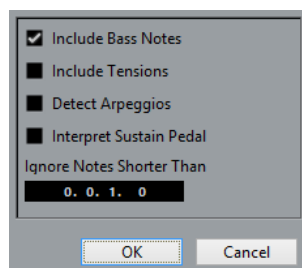 Include Bass Notes
Include Tensions
Detect Arpeggios
Interpret Sustain Pedal
Ignore Notes Shorter Than
0. 0. 1. 0
OK Cancel